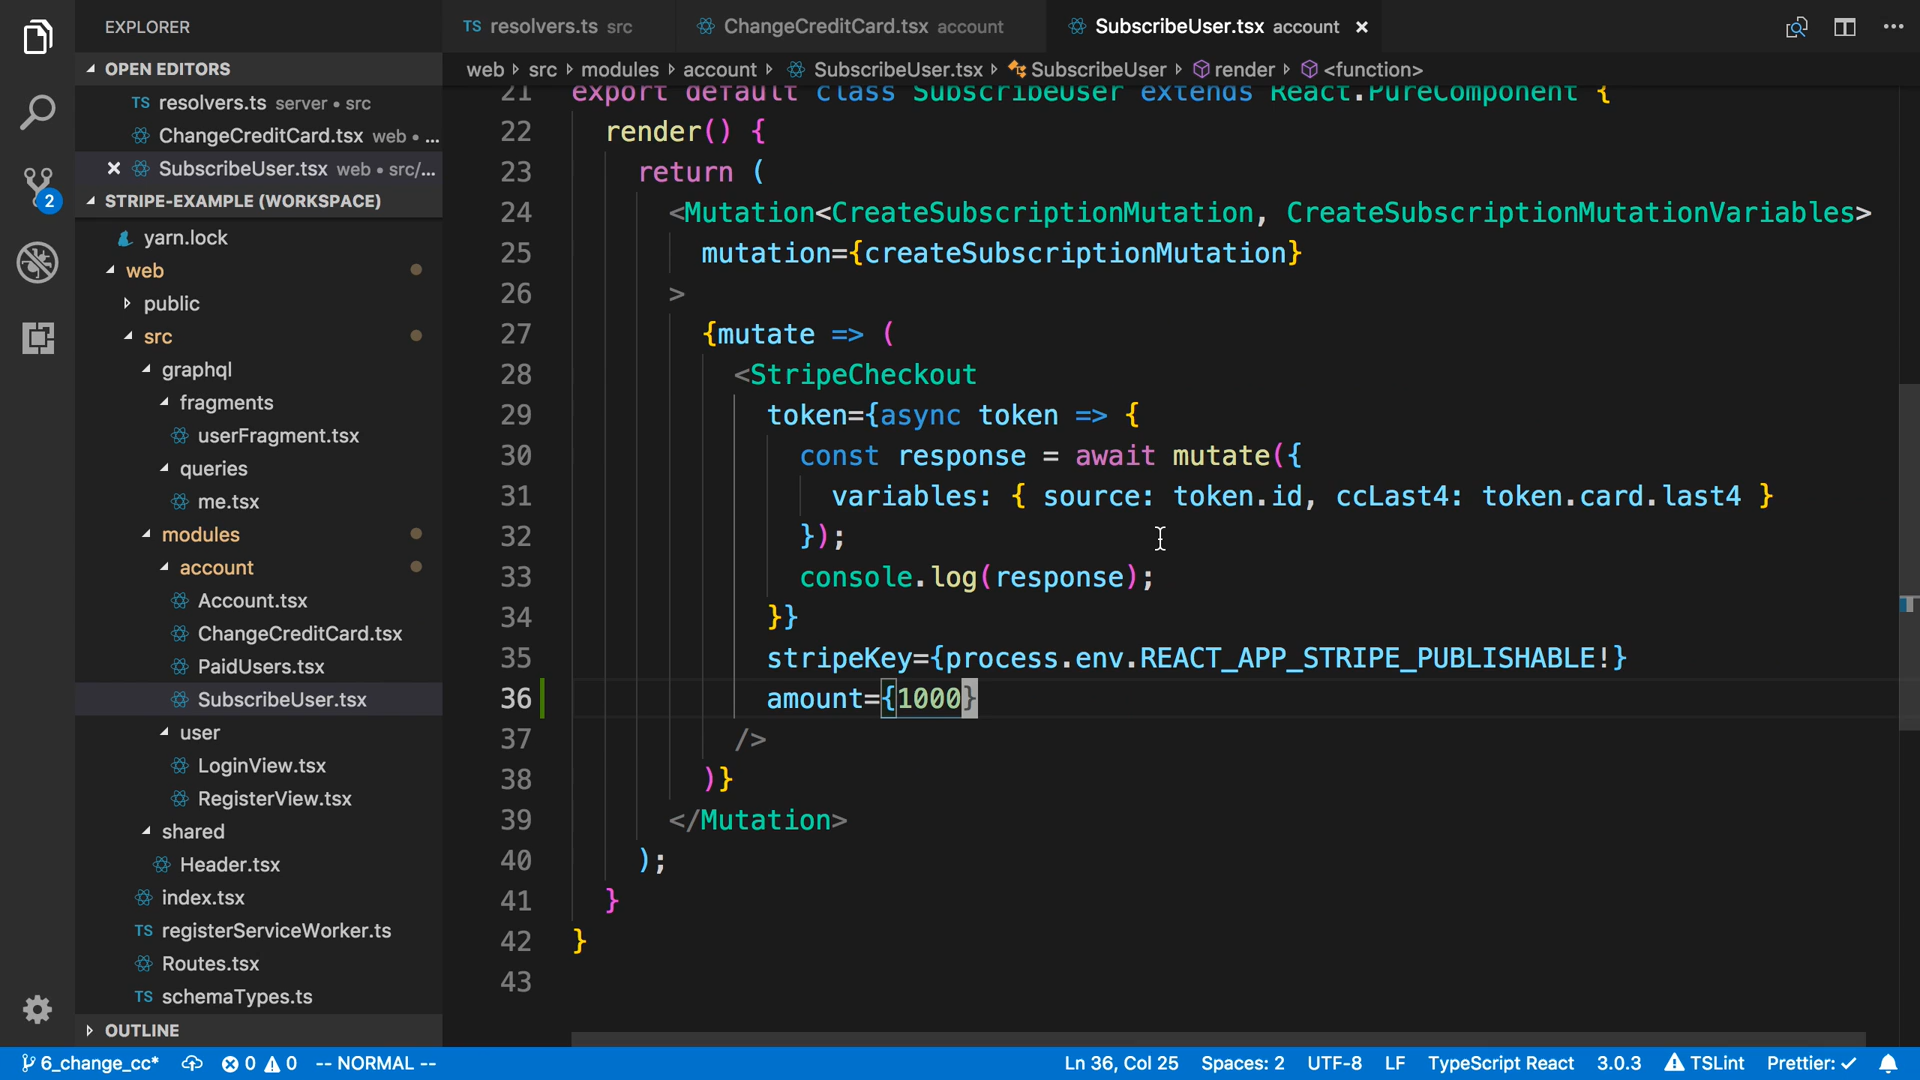 EXPLORER
OPEN EDITORS
TS resolvers.ts server • src
ChangeCreditCard.tsx web • ...
SubscribeUser.tsx web • src/...
STRIPE-EXAMPLE (WORKSPACE)
yarn.lock
web
public
src
graphql
fragments
userFragment.tsx
queries
me.tsx
modules
account
Account.tsx
ChangeCreditCard.tsx
PaidUsers.tsx
SubscribeUser.tsx
user
LoginView.tsx
RegisterView.tsx
shared
Header.tsx
index.tsx
TS registerServiceWorker.ts
Routes.tsx
TS schemaTypes.ts
OUTLINE
2
TS resolvers.ts src
ChangeCreditCard.tsx account
SubscribeUser.tsx account
web src modules account SubscribeUser.tsx SubscribeUser render <function>
21 export default class SubscribeUser extends React.PureComponent {
22 render() {
23 return (
24 <Mutation<CreateSubscriptionMutation, CreateSubscriptionMutationVariables>
25 mutation={createSubscriptionMutation}
26 >
27 {mutate => (
28 <StripeCheckout
29 token={async token => {
30 const response = await mutate({
31 variables: { source: token.id, ccLast4: token.card.last4 }
32 });
33 console.log(response);
34 }}
35 stripeKey={process.env.REACT_APP_STRIPE_PUBLISHABLE!}
36 amount={1000}
37 />
38 )}
39 </Mutation>
40 );
41 }
42 }
43
6_change_cc* 0 0 -- NORMAL -- Ln 36, Col 25 Spaces: 2 UTF-8 LF TypeScript React 3.0.3 TSLint Prettier: ✓